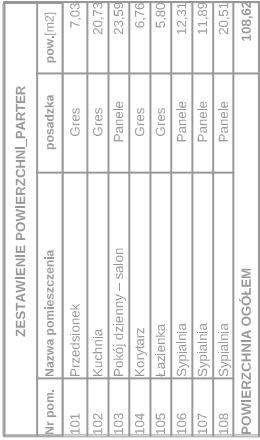 ZESTAWIENIE POWIERZCHNI_PARTER
Nr pom. Nazwa pomieszczenia posadzka pow.[m2]
101 Przedsionek Gres 7,03
102 Kuchnia Gres 20,73
103 Pokój dzienny – salon Panele 23,59
104 Korytarz Gres 6,76
105 Łazienka Gres 5,80
106 Sypialnia Panele 12,31
107 Sypialnia Panele 11,89
108 Sypialnia Panele 20,51
POWIERZCHNIA OGÓŁEM 108,62